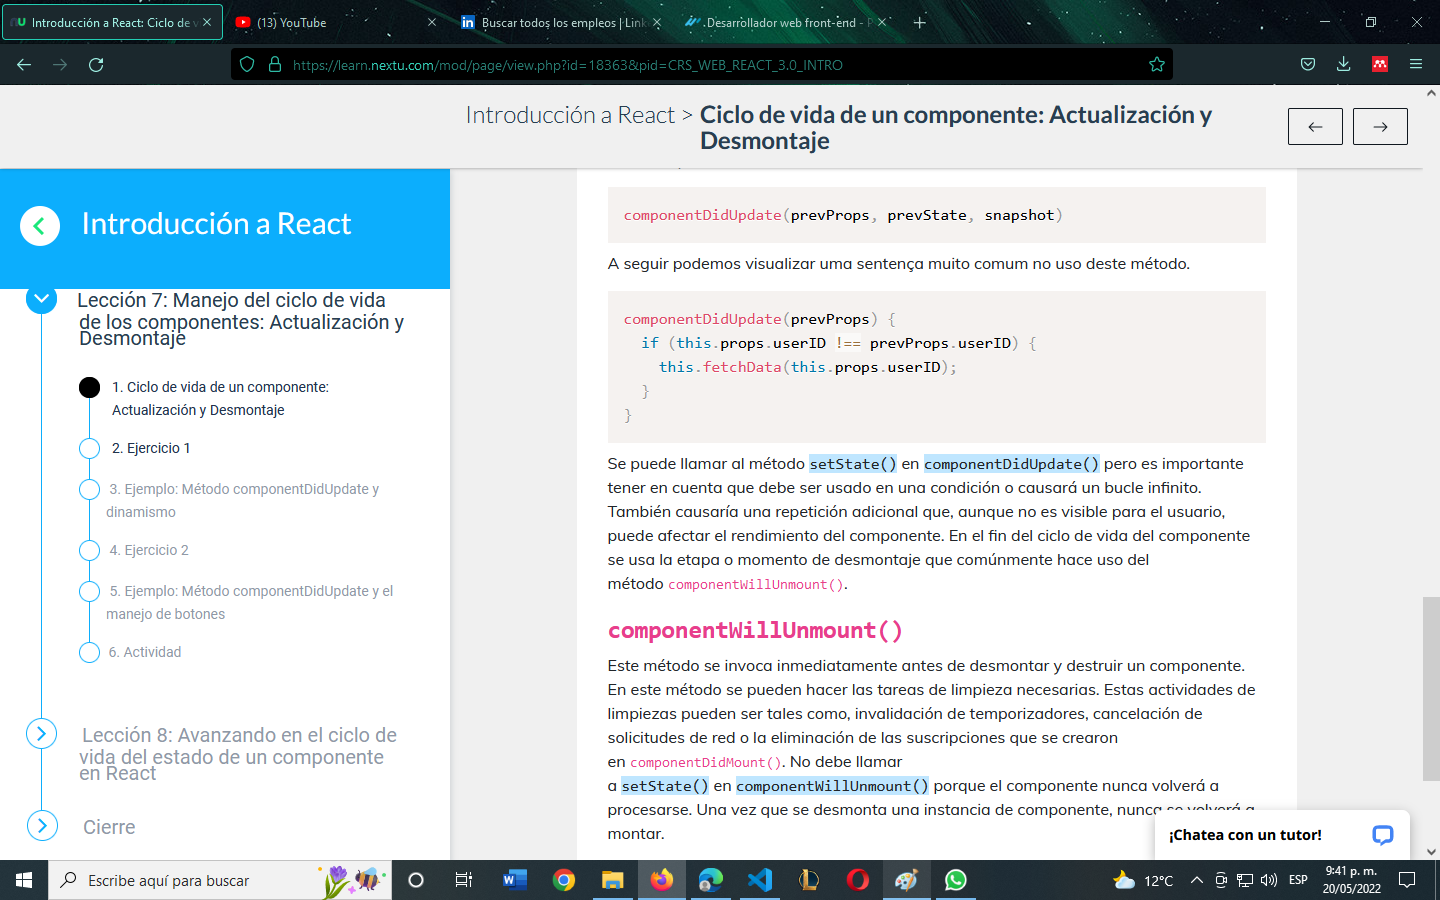 Introducción a React: Ciclo de v
(13) YouTube
Buscar todos los empleos | Link
Desarrollador web front-end - P
https://learn.nextu.com/mod/page/view.php?id=18363&pid=CRS_WEB_REACT_3.0_INTRO
Introducción a React > Ciclo de vida de un componente: Actualización y
Desmontaje
Introducción a React
Lección 7: Manejo del ciclo de vida
de los componentes: Actualización y
Desmontaje
1. Ciclo de vida de un componente:
Actualización y Desmontaje
2. Ejercicio 1
3. Ejemplo: Método componentDidUpdate y
dinamismo
4. Ejercicio 2
5. Ejemplo: Método componentDidUpdate y el
manejo de botones
6. Actividad
Lección 8: Avanzando en el ciclo de
vida del estado de un componente
en React
Cierre
componentDidUpdate(prevProps, prevState, snapshot)
A seguir podemos visualizar uma sentença muito comum no uso deste método.
componentDidUpdate(prevProps) {
if (this.props.userID !== prevProps.userID) {
this.fetchData(this.props.userID);
}
}
Se puede llamar al método setState() en componentDidUpdate() pero es importante
tener en cuenta que debe ser usado en una condición o causará un bucle infinito.
También causaría una repetición adicional que, aunque no es visible para el usuario,
puede afectar el rendimiento del componente. En el fin del ciclo de vida del componente
se usa la etapa o momento de desmontaje que comúnmente hace uso del
método componentWillUnmount().
componentWillUnmount()
Este método se invoca inmediatamente antes de desmontar y destruir un componente.
En este método se pueden hacer las tareas de limpieza necesarias. Estas actividades de
limpiezas pueden ser tales como, invalidación de temporizadores, cancelación de
solicitudes de red o la eliminación de las suscripciones que se crearon
en componentDidMount(). No debe llamar
a setState() en componentWillUnmount() porque el componente nunca volverá a
procesarse. Una vez que se desmonta una instancia de componente, nunca se volverá a
montar.
¡Chatea con un tutor!
Escribe aquí para buscar
12°C
ESP
9:41 p. m.
20/05/2022